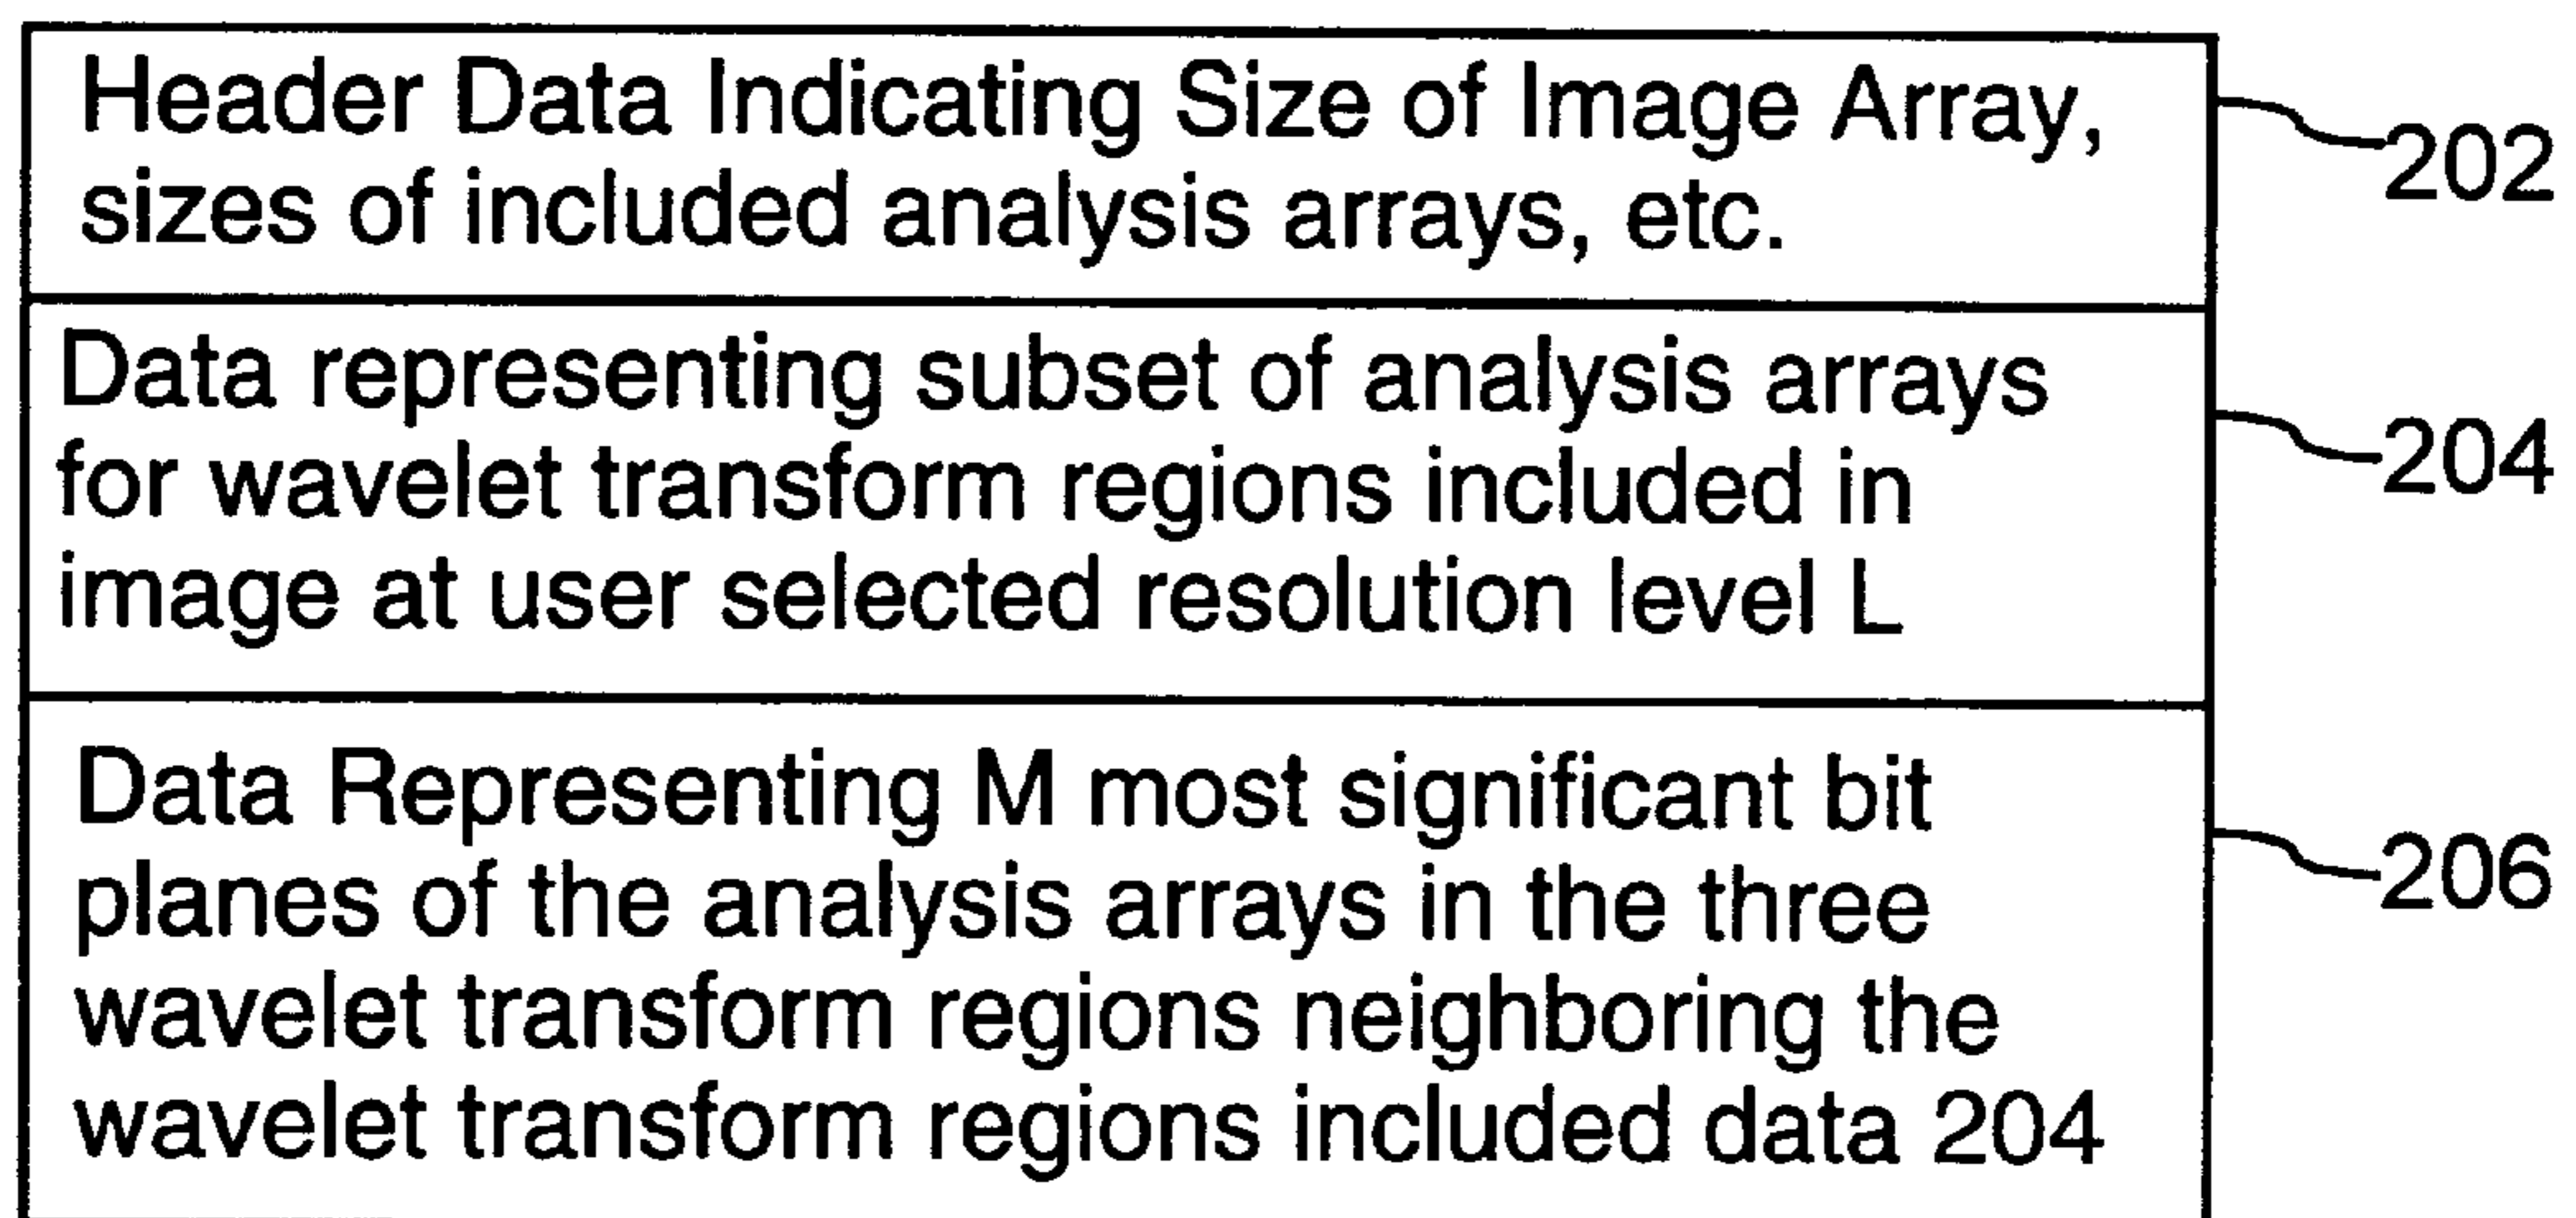 Header Data Indicating Size of Image Array,
sizes of included analysis arrays, etc.
202
Data representing subset of analysis arrays
for wavelet transform regions included in
image at user selected resolution level L
204
Data Representing M most significant bit
planes of the analysis arrays in the three
wavelet transform regions neighboring the
wavelet transform regions included data 204
206